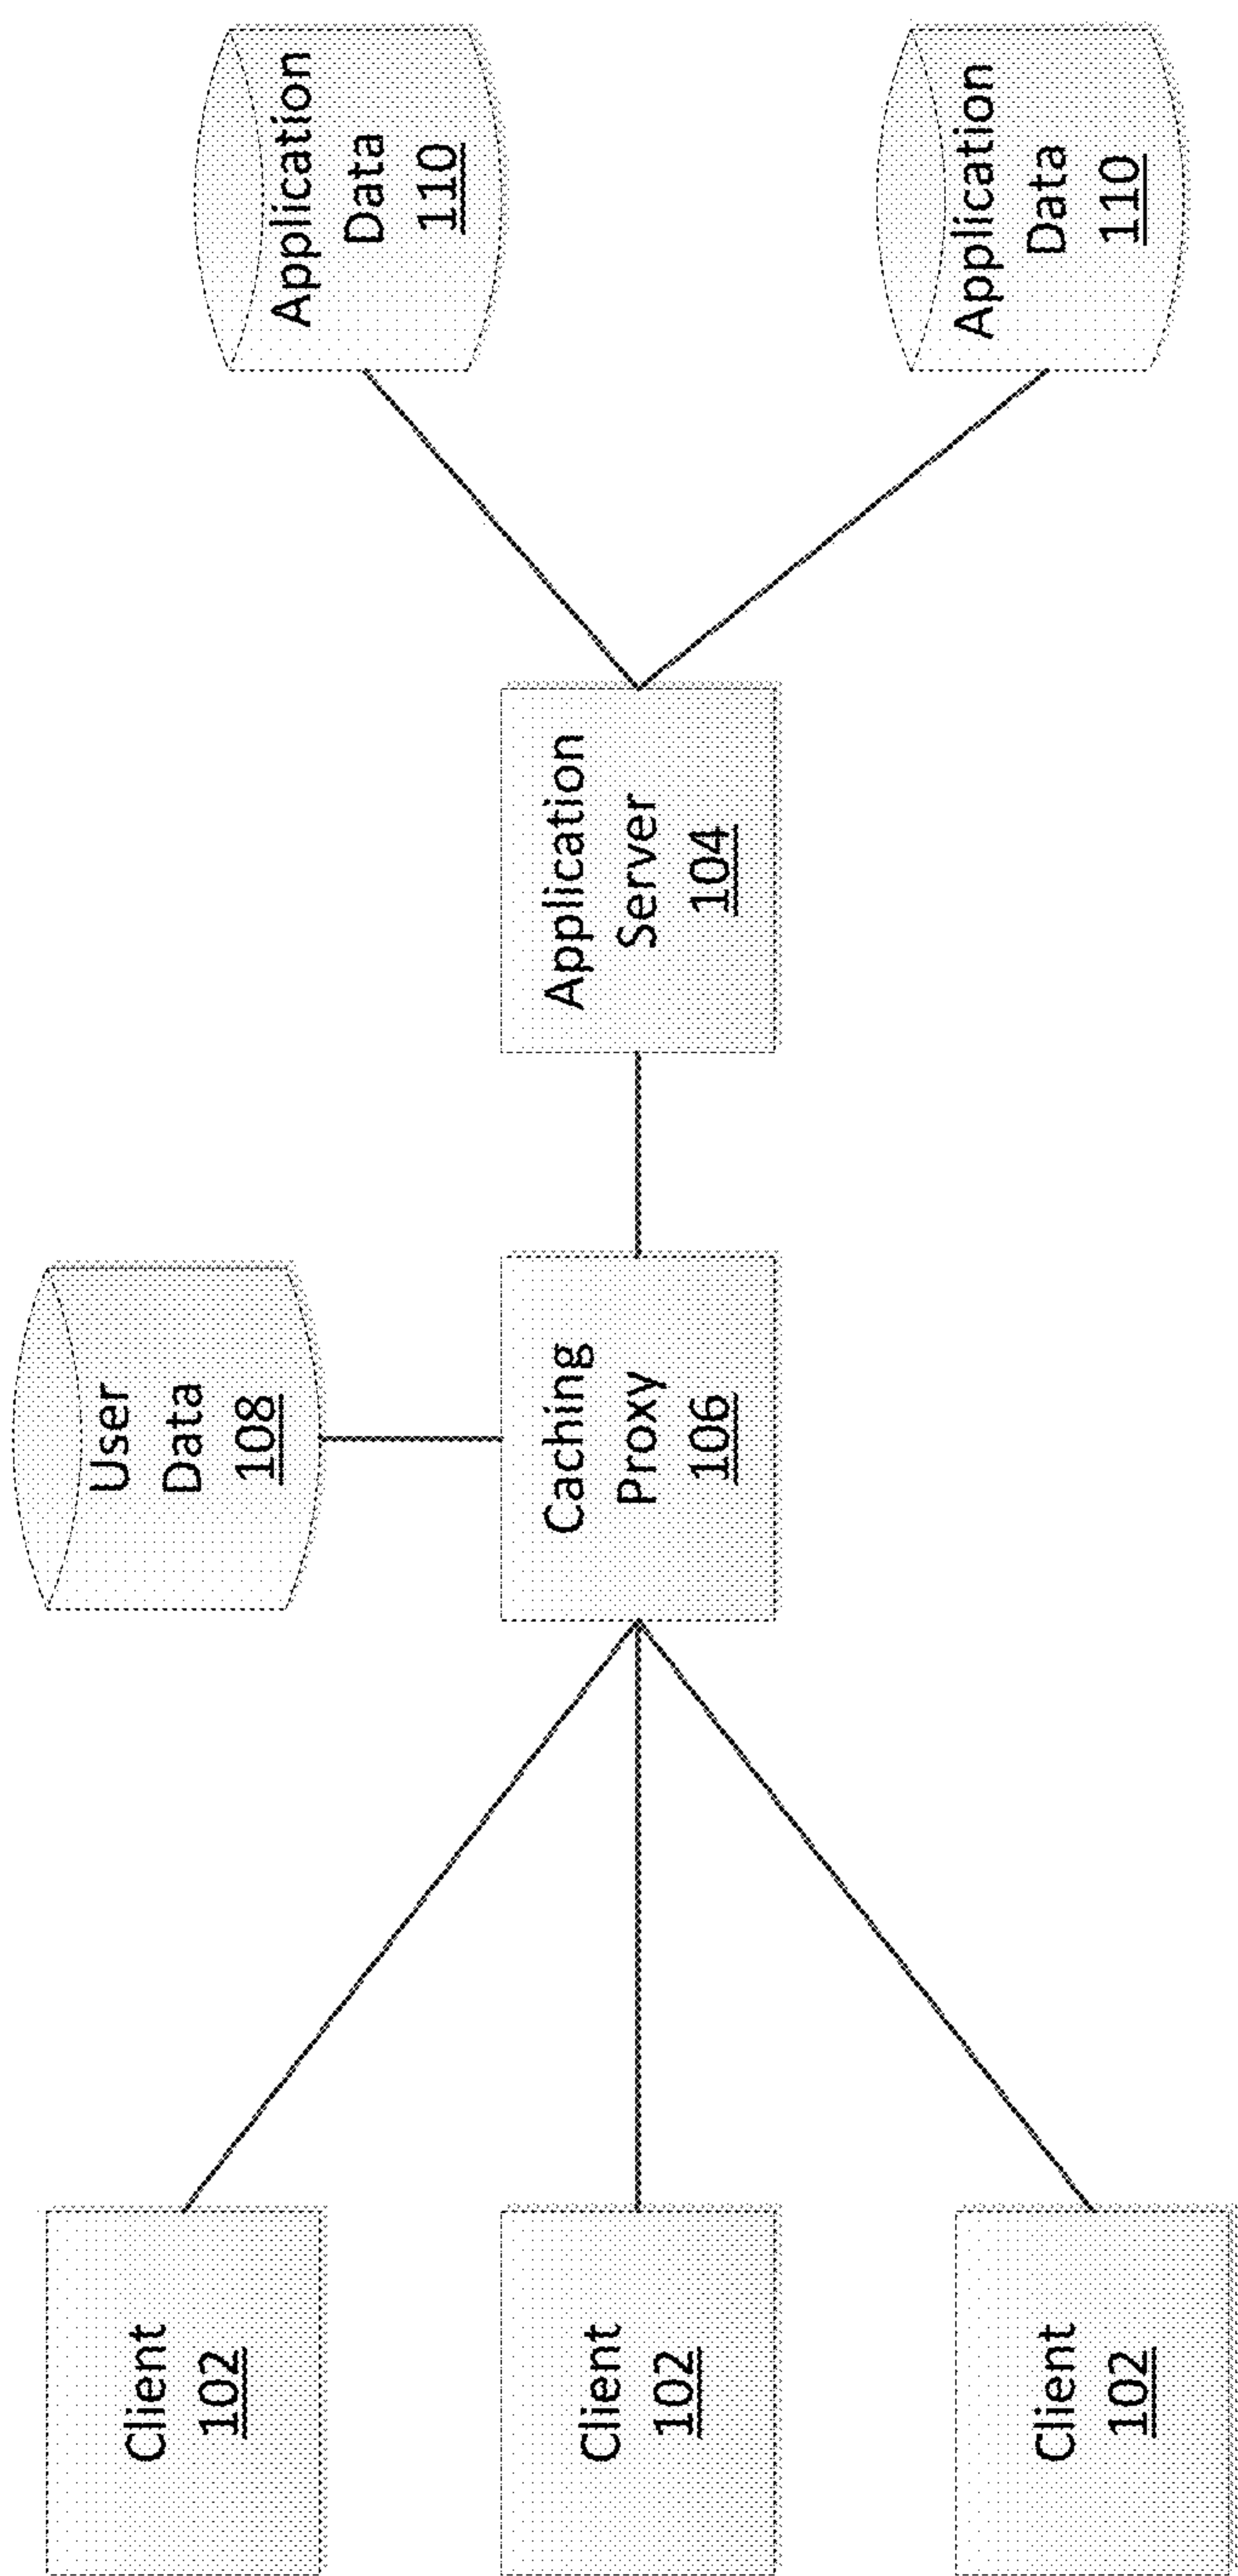 Client
102
Client
102
Client
102
User
Data
108
Caching
Proxy
106
Application
Server
104
Application
Data
110
Application
Data
110